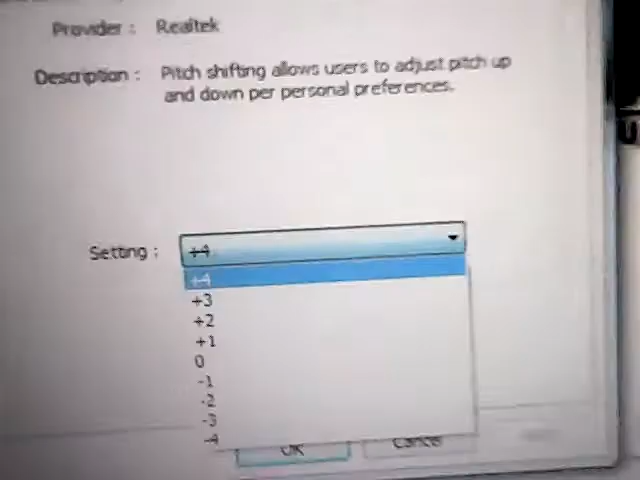 Provider : Realtek
Description : Pitch shifting allows users to adjust pitch up
and down per personal preferences.
Setting : +4
+4
+3
+2
+1
0
-1
-2
-3
-4
OK Cancel